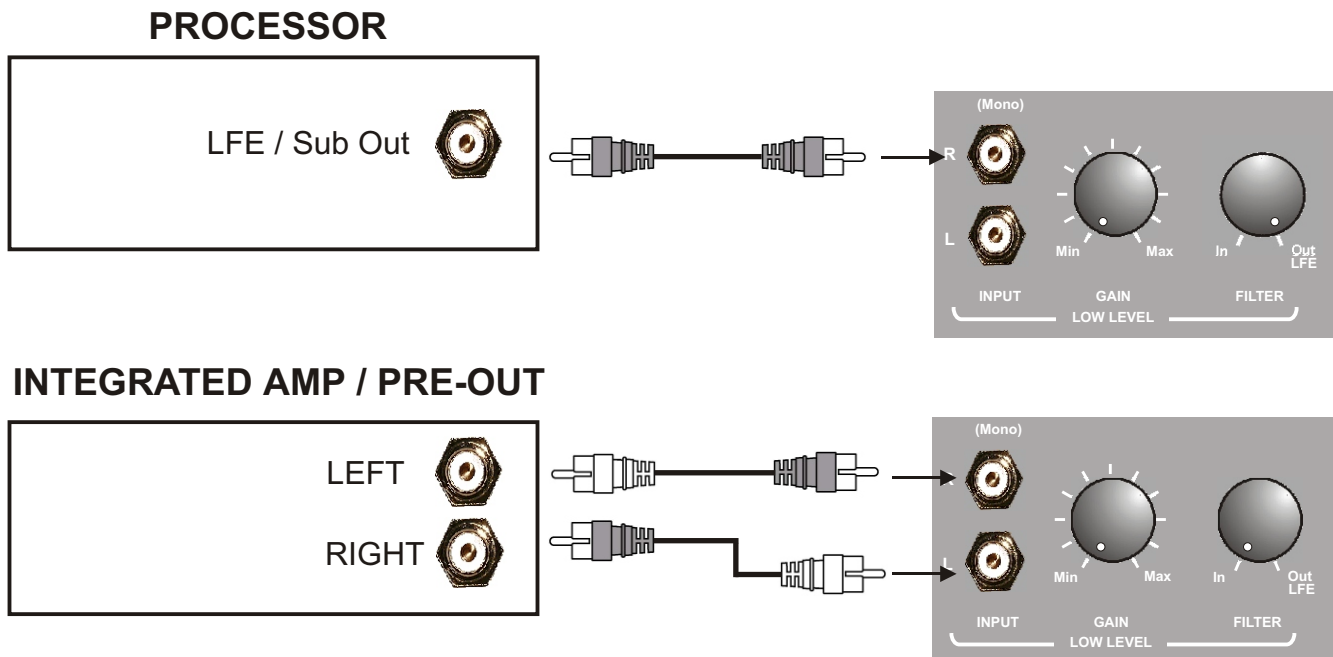 PROCESSOR
LFE / Sub Out
(Mono)
R
L
Min
Max
In
Out
LFE
INPUT
GAIN
FILTER
LOW LEVEL
INTEGRATED AMP / PRE-OUT
LEFT
RIGHT
(Mono)
L
Min
Max
In
Out
LFE
INPUT
GAIN
FILTER
LOW LEVEL